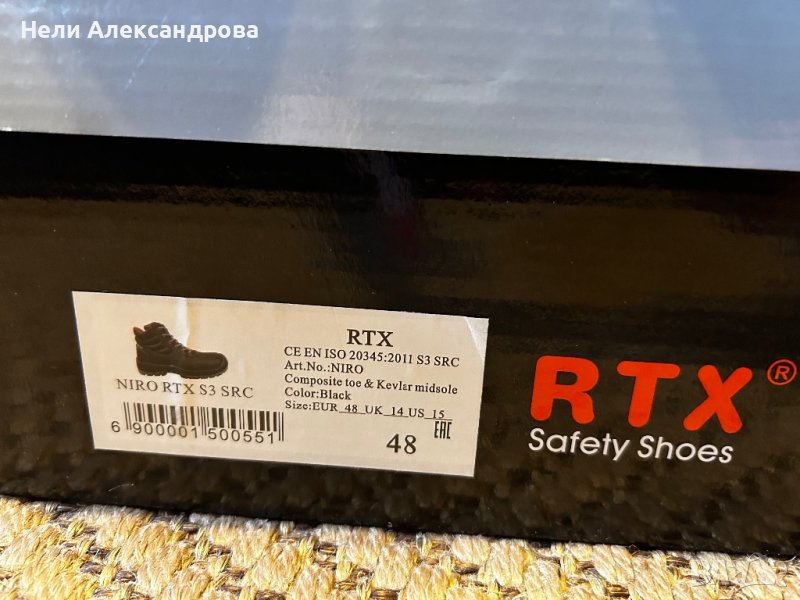 Нели Александрова
RTX
CE EN ISO 20345:2011 S3 SRC
Art.No.:NIRO
Composite toe & Kevlar midsole
Color:Black
Size:EUR 48 UK 14 US 15
NIRO RTX S3 SRC
6 900001 500551
48
EAC
RTX®
Safety Shoes